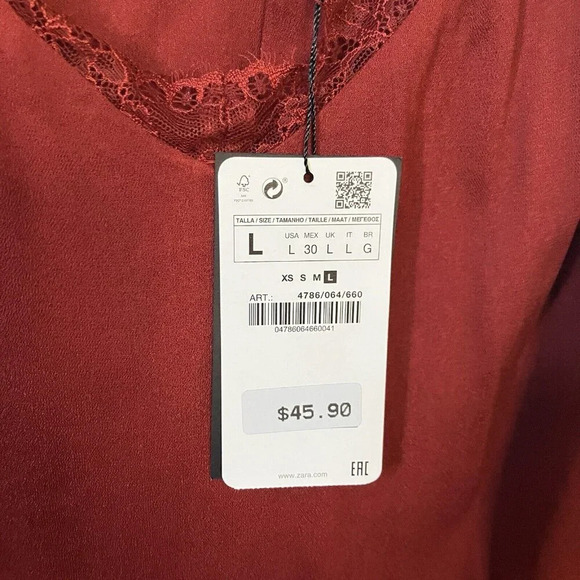 FSC
TALLA / SIZE / TAMANHO / TAILLE / MAAT / ΜΕΓΕΘΟΣ
L
USA MEX UK IT BR
L 30 L L G
XS S M L
ART.: 4786/064/660
04786064660041
$45.90
www.zara.com
EAC